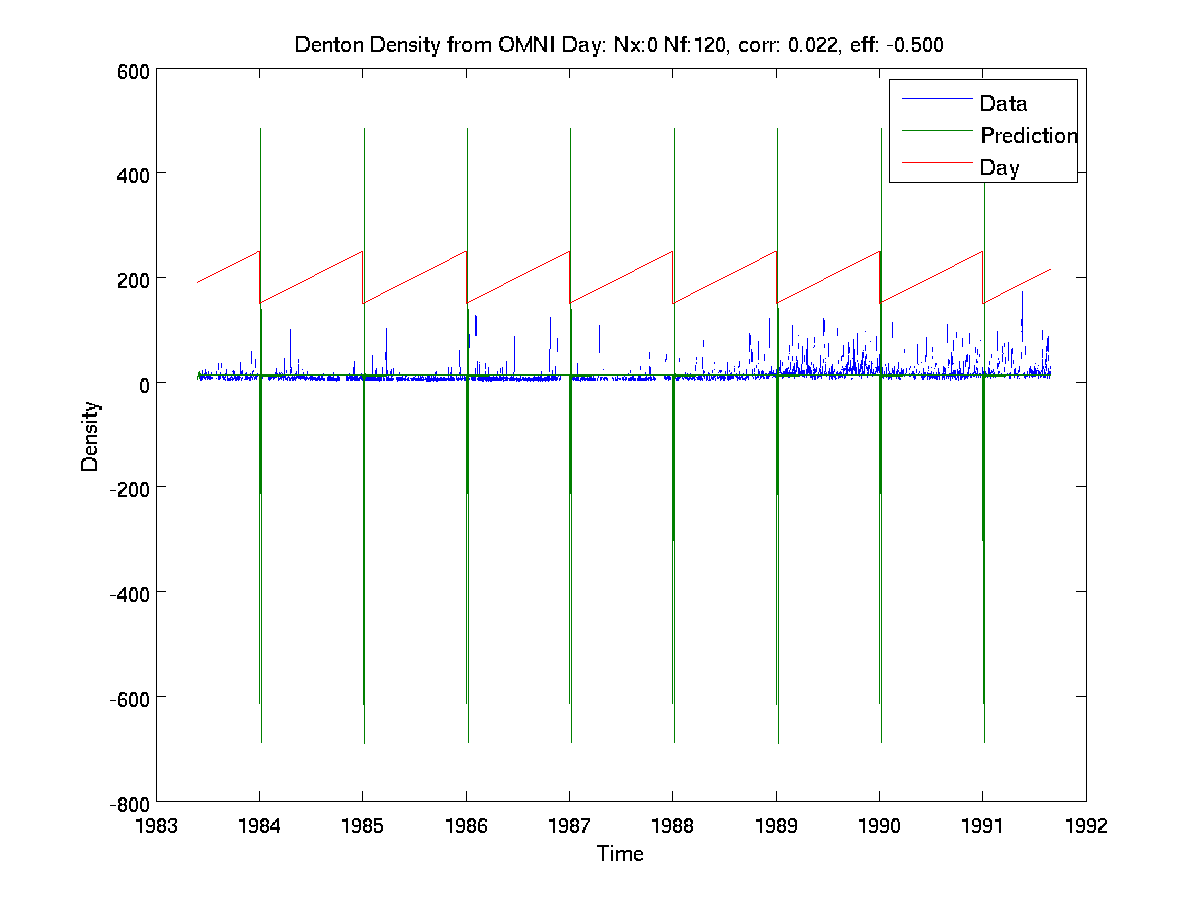 Denton Density from OMNI Day: Nx:0 Nf:120, corr: 0.022, eff: -0.500
600
400
200
0
-200
-400
-600
-800
Density
Data
Prediction
Day
1983 1984 1985 1986 1987 1988 1989 1990 1991 1992
Time